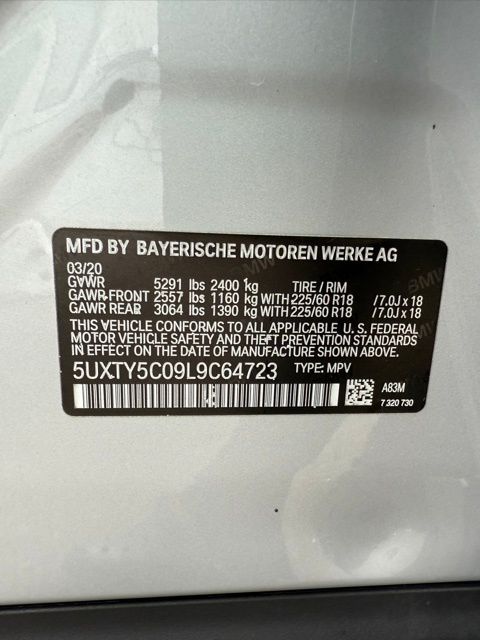 MFD BY BAYERISCHE MOTOREN WERKE AG
03/20
GVWR 5291 lbs 2400 kg TIRE / RIM
GAWR FRONT 2557 lbs 1160 kg WITH 225/60 R18 / 7.0J x 18
GAWR REAR 3064 lbs 1390 kg WITH 225/60 R18 / 7.0J x 18
THIS VEHICLE CONFORMS TO ALL APPLICABLE U. S. FEDERAL
MOTOR VEHICLE SAFETY, BUMPER, AND THEFT PREVENTION
STANDARDS IN EFFECT ON THE
DATE OF MANUFACTURE SHOWN ABOVE.
5UXTY5C09L9C64723 TYPE: MPV
A83M
7 320 730